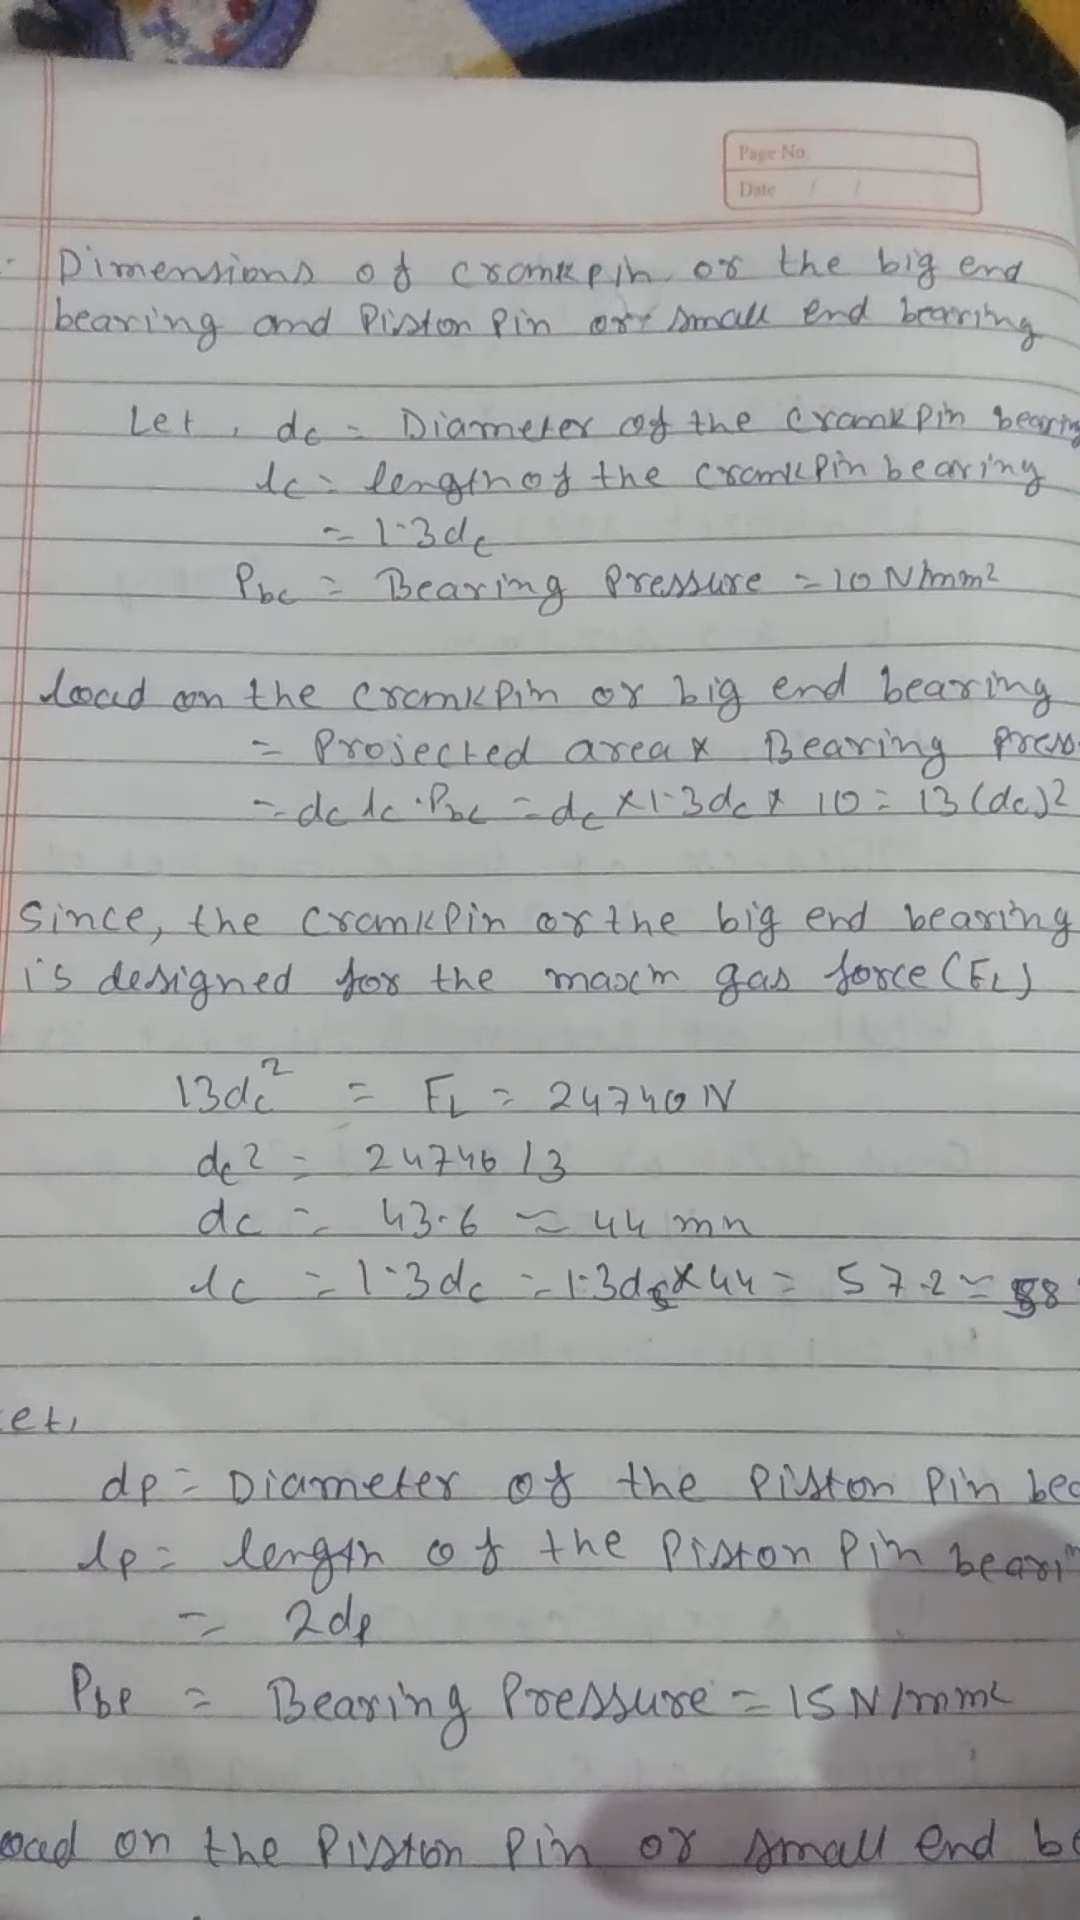 Page No.
Date / /
Dimensions of crankpin or the big end
bearing and Piston Pin or small end bearing
Let, dc = Diameter of the crankpin bearing
lc = length of the crankpin bearing
= 1.3dc
Pbc = Bearing Pressure = 10 N/mm2
load on the crankpin or big end bearing
= Projected area x Bearing Press
= dc lc . Pbc = dc x 1.3dc x 10 = 13(dc)2
Since, the crankpin or the big end bearing
is designed for the maxm gas force (FL)
13dc2 = FL = 24740 N
dc2 = 24740 13
dc = 43.6 ≃ 44 mn
lc = 1.3dc = 1.3dc x 44 = 57.2 ≃ 58
et,
dp = Diameter of the Piston Pin bea
lp = length of the Piston Pin bearin
= 2dp
Pbp = Bearing Pressure = 15 N/mm2
oad on the Piston Pin or small end be